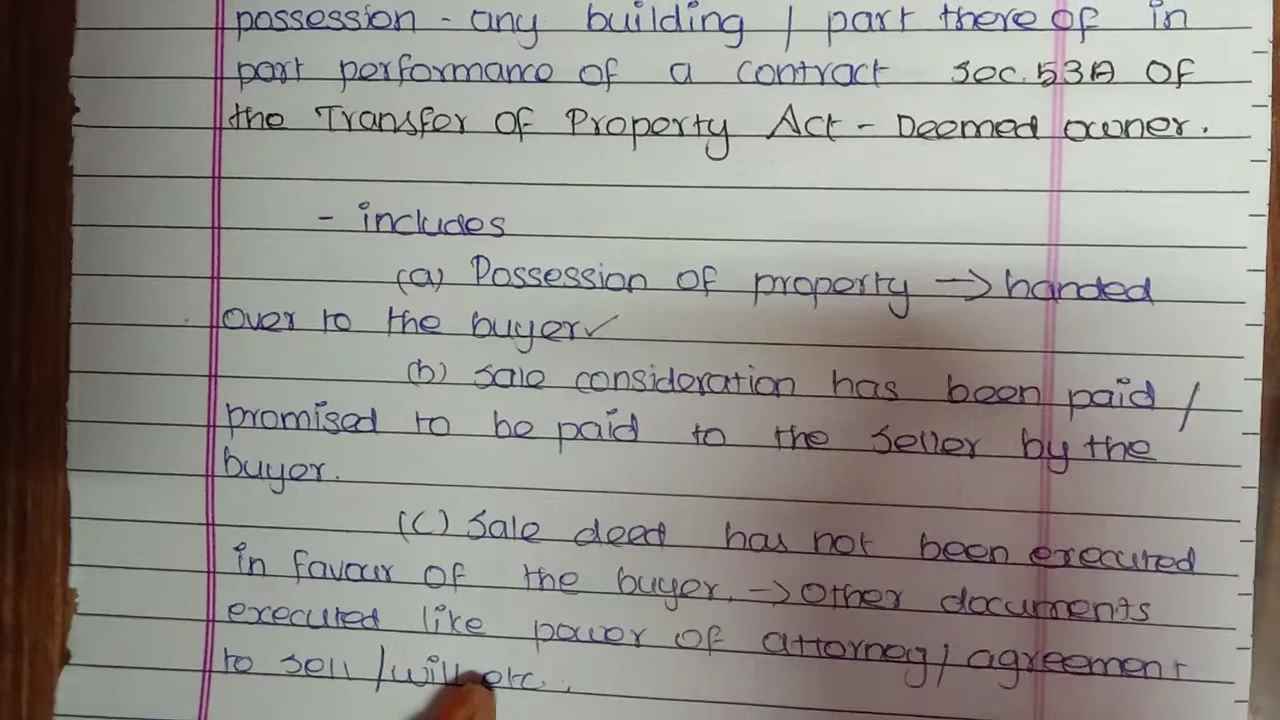 possession - any building / part there of in
part performance of a contract sec.53A of
the Transfer of Property Act - Deemed owner.
- includes
(a) Possession of property → handed
over to the buyer✓
(b) sale consideration has been paid /
promised to be paid to the seller by the
buyer.
(c) sale deed has not been executed
in favour of the buyer. → other documents
executed like power of attorney / agreement
to sell / will etc..